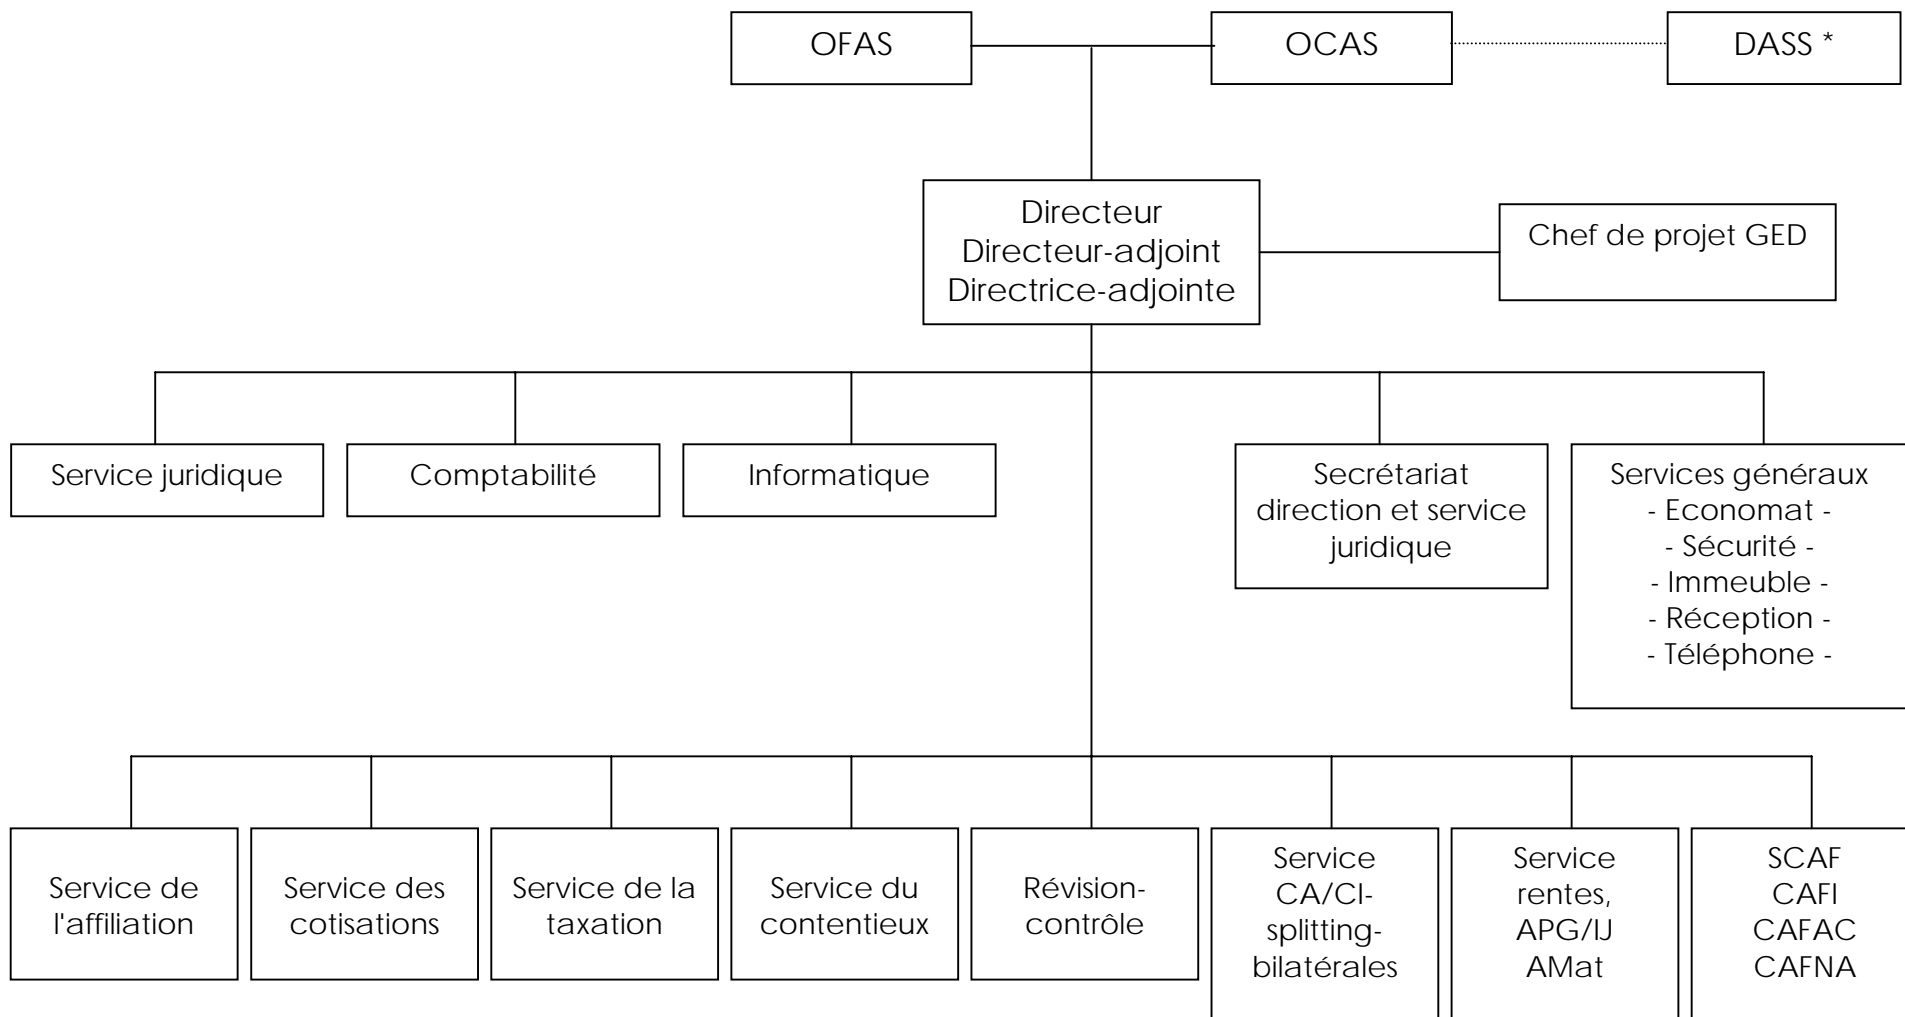 OFAS
OCAS
DASS *
Directeur
Directeur-adjoint
Directrice-adjointe
Chef de projet GED
Service juridique
Comptabilité
Informatique
Secrétariat
direction et service
juridique
Services généraux
- Economat -
- Sécurité -
- Immeuble -
- Réception -
- Téléphone -
Service de
l'affiliation
Service des
cotisations
Service de la
taxation
Service du
contentieux
Révision-
contrôle
Service
CA/CI-
splitting-
bilatérales
Service
rentes,
APG/IJ
AMat
SCAF
CAFI
CAFAC
CAFNA